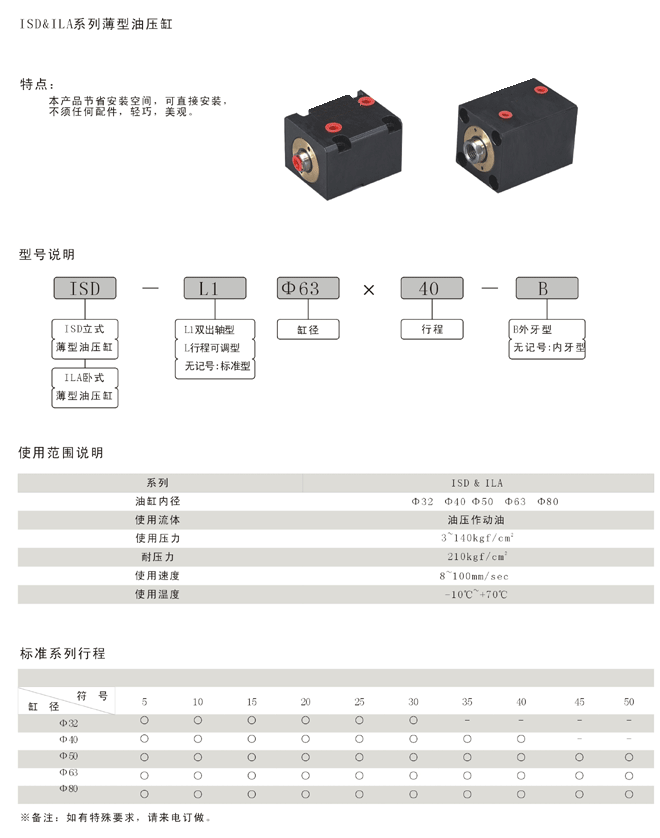 ISD&ILA系列薄型油压缸
特点：
本产品节省安装空间，可直接安装，
不须任何配件，轻巧，美观。
型号说明
ISD — L1 Φ63 × 40 — B
ISD立式
薄型油压缸
ILA卧式
薄型油压缸
L1双出轴型
L行程可调型
无记号:标准型
缸径
行程
B外牙型
无记号:内牙型
使用范围说明
系列 ISD & ILA
油缸内径 Φ32 Φ40 Φ50 Φ63 Φ80
使用流体 油压作动油
使用压力 3~140kgf/cm²
耐压力 210kgf/cm²
使用速度 8~100mm/sec
使用温度 -10℃~+70℃
标准系列行程
符 号
缸 径
5 10 15 20 25 30 35 40 45 50
Φ32 ○ ○ ○ ○ ○ ○ - - - -
Φ40 ○ ○ ○ ○ ○ ○ ○ ○ - -
Φ50 ○ ○ ○ ○ ○ ○ ○ ○ ○ ○
Φ63 ○ ○ ○ ○ ○ ○ ○ ○ ○ ○
Φ80 ○ ○ ○ ○ ○ ○ ○ ○ ○ ○
※备注：如有特殊要求，请来电订做。